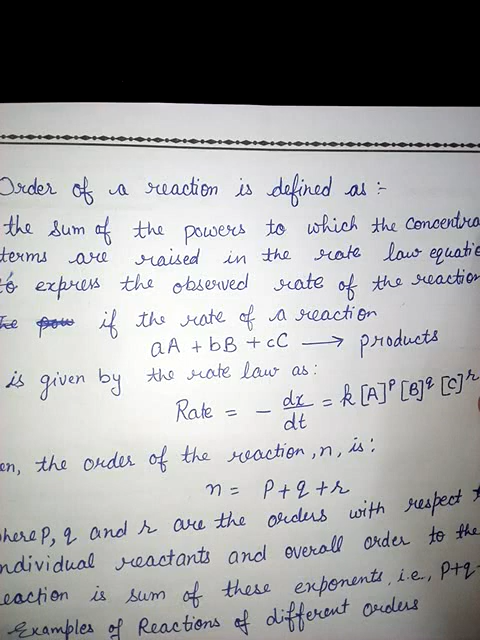 Order of a reaction is defined as :-
the sum of the powers to which the concentra
terms are raised in the rate law equatio
to express the observed rate of the reaction
if the rate of a reaction
aA + bB + cC → products
is given by the rate law as:
Rate = - dx/dt = k [A]^p [B]^q [C]^r
en, the order of the reaction, n, is:
n = p+q+r
here p, q and r are the orders with respect t
ndividual reactants and overall order to the
eaction is sum of these exponents, i.e., p+q+
Examples of Reactions of different orders